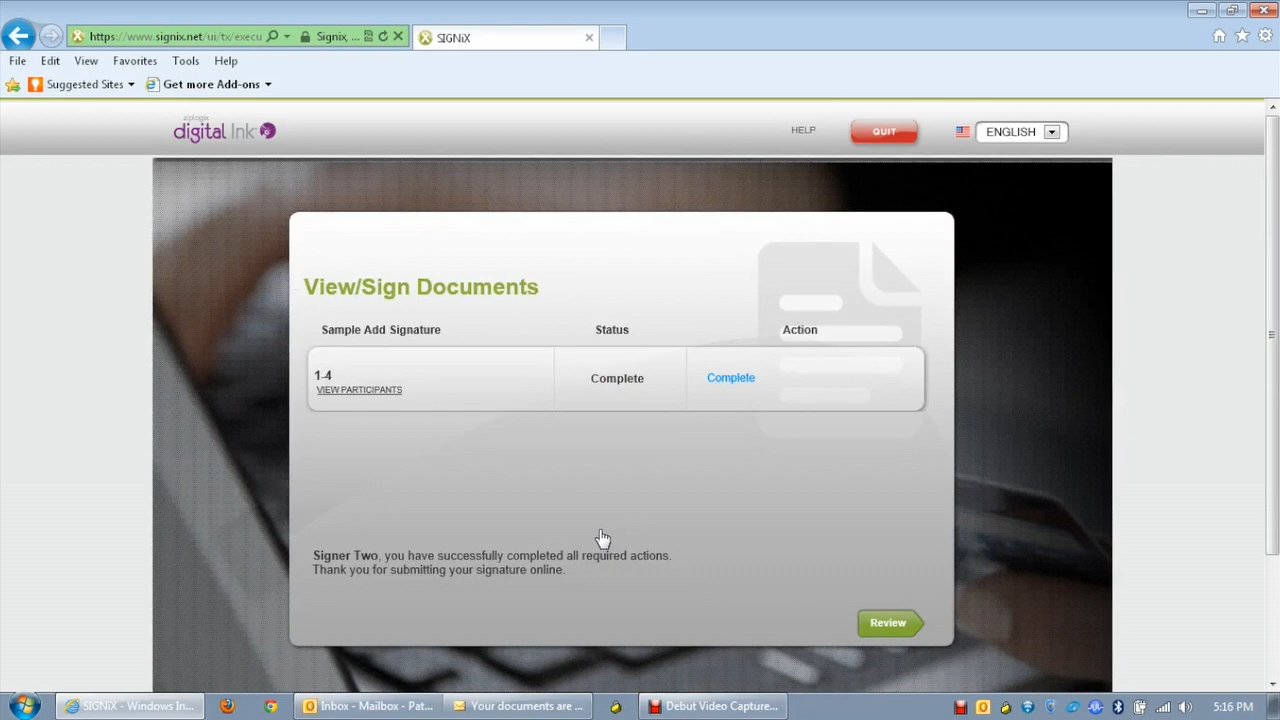 https://www.signix.net/ui/tx/execu
Signix, ...
SIGNiX
File Edit View Favorites Tools Help
Suggested Sites
Get more Add-ons
ziplogix
digital Ink
HELP
QUIT
ENGLISH
View/Sign Documents
Sample Add Signature Status Action
1-4
VIEW PARTICIPANTS
Complete
Complete
Signer Two, you have successfully completed all required actions.
Thank you for submitting your signature online.
Review
SIGNiX - Windows In...
Inbox - Mailbox - Pat...
Your documents are ...
Debut Video Capture...
5:16 PM